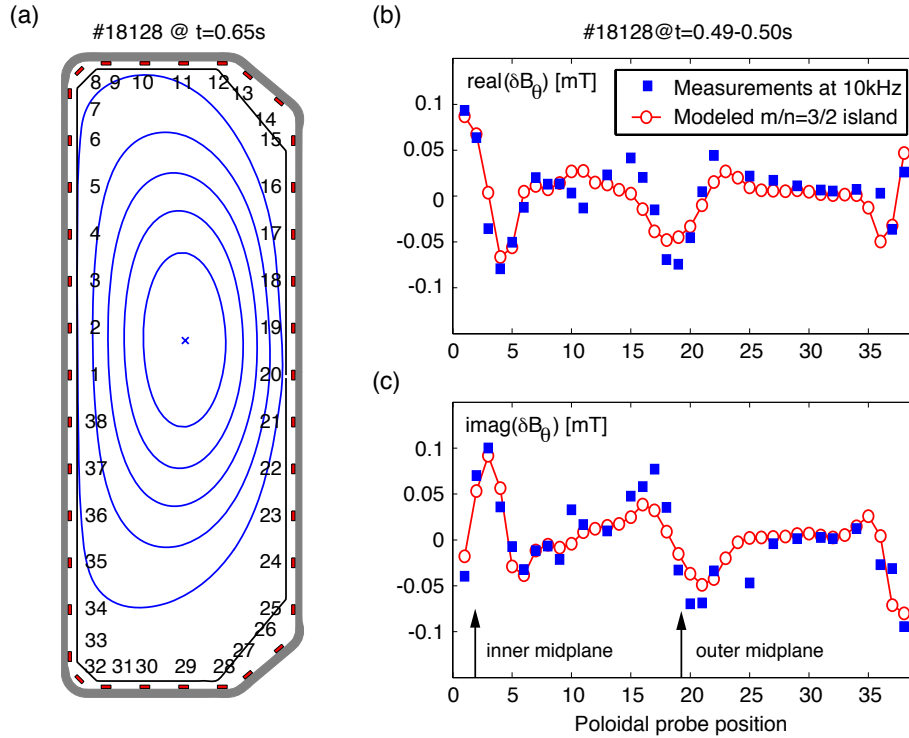 (a)
#18128 @ t=0.65s
8 9 10 11 12
7 13
14
6 15
5 16
4 17
3 18
2 19
1 20
38 21
37 22
36 23
35 24
34 25
33 26
27
32 31 30 29 28
(b)
#18128@t=0.49-0.50s
real(δBθ) [mT]
Measurements at 10kHz
Modeled m/n=3/2 island
0.1
0.05
0
-0.05
-0.1
0 5 10 15 20 25 30 35
(c)
imag(δBθ) [mT]
0.1
0.05
0
-0.05
-0.1
inner midplane
outer midplane
0 5 10 15 20 25 30 35
Poloidal probe position